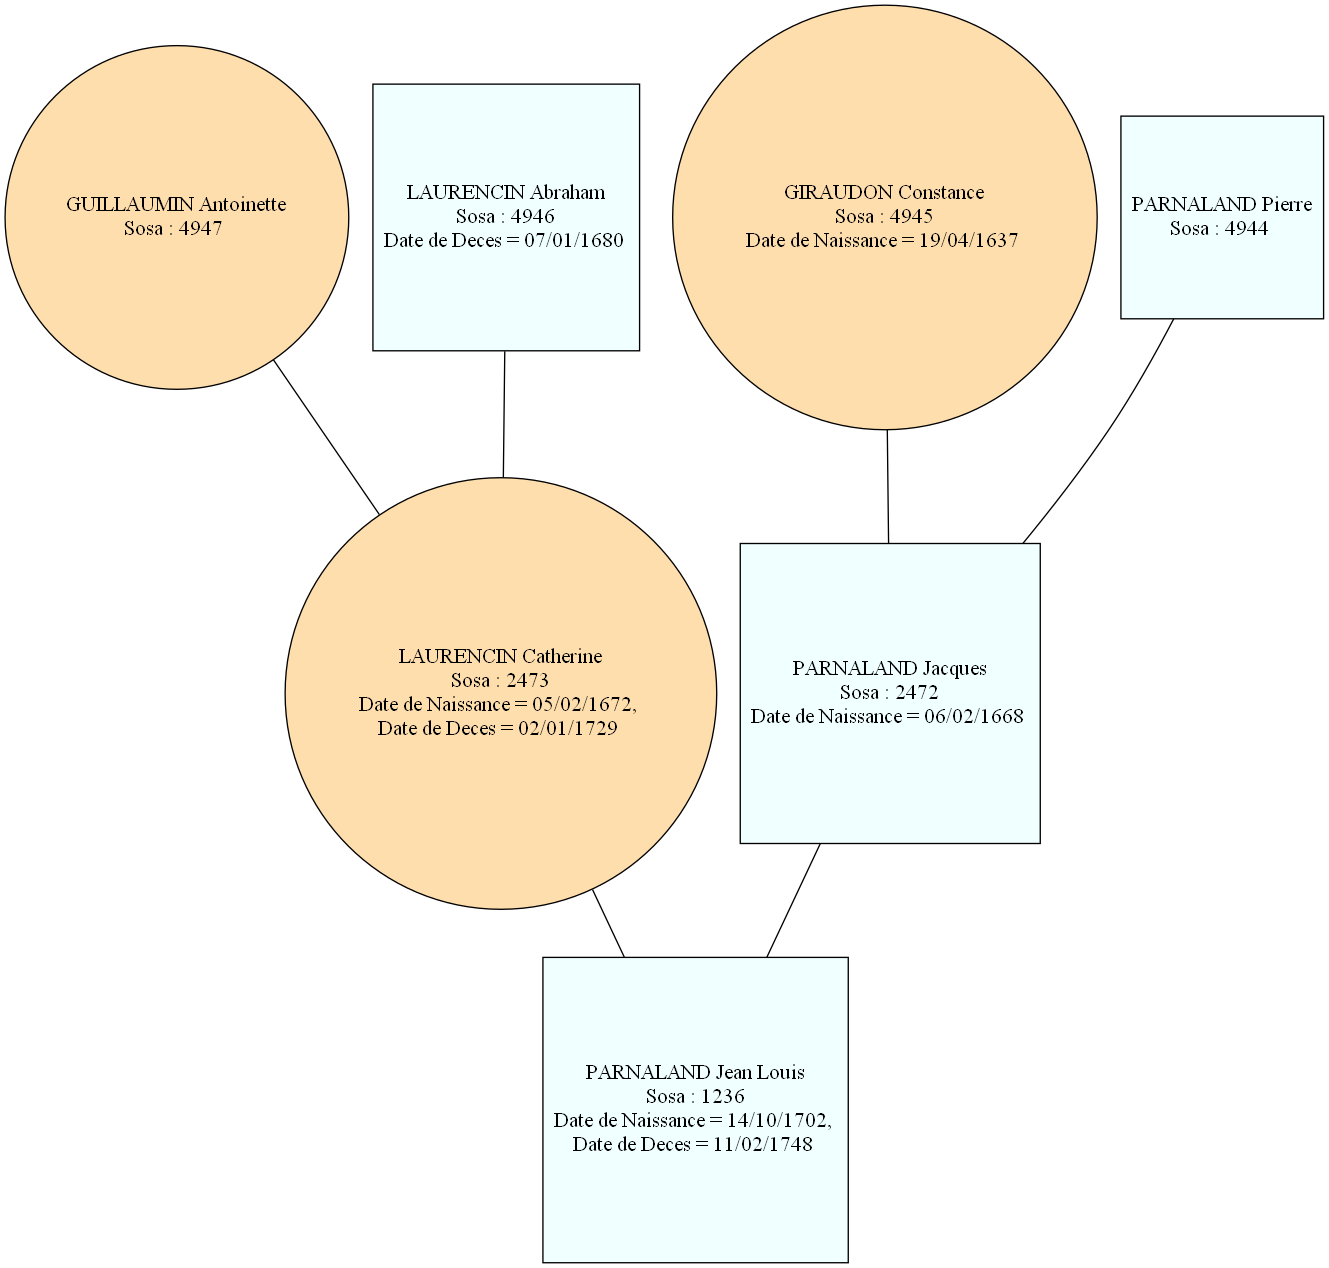 GUILLAUMIN Antoinette
Sosa : 4947
LAURENCIN Abraham
Sosa : 4946
Date de Deces = 07/01/1680
GIRAUDON Constance
Sosa : 4945
Date de Naissance = 19/04/1637
PARNALAND Pierre
Sosa : 4944
LAURENCIN Catherine
Sosa : 2473
Date de Naissance = 05/02/1672,
Date de Deces = 02/01/1729
PARNALAND Jacques
Sosa : 2472
Date de Naissance = 06/02/1668
PARNALAND Jean Louis
Sosa : 1236
Date de Naissance = 14/10/1702,
Date de Deces = 11/02/1748